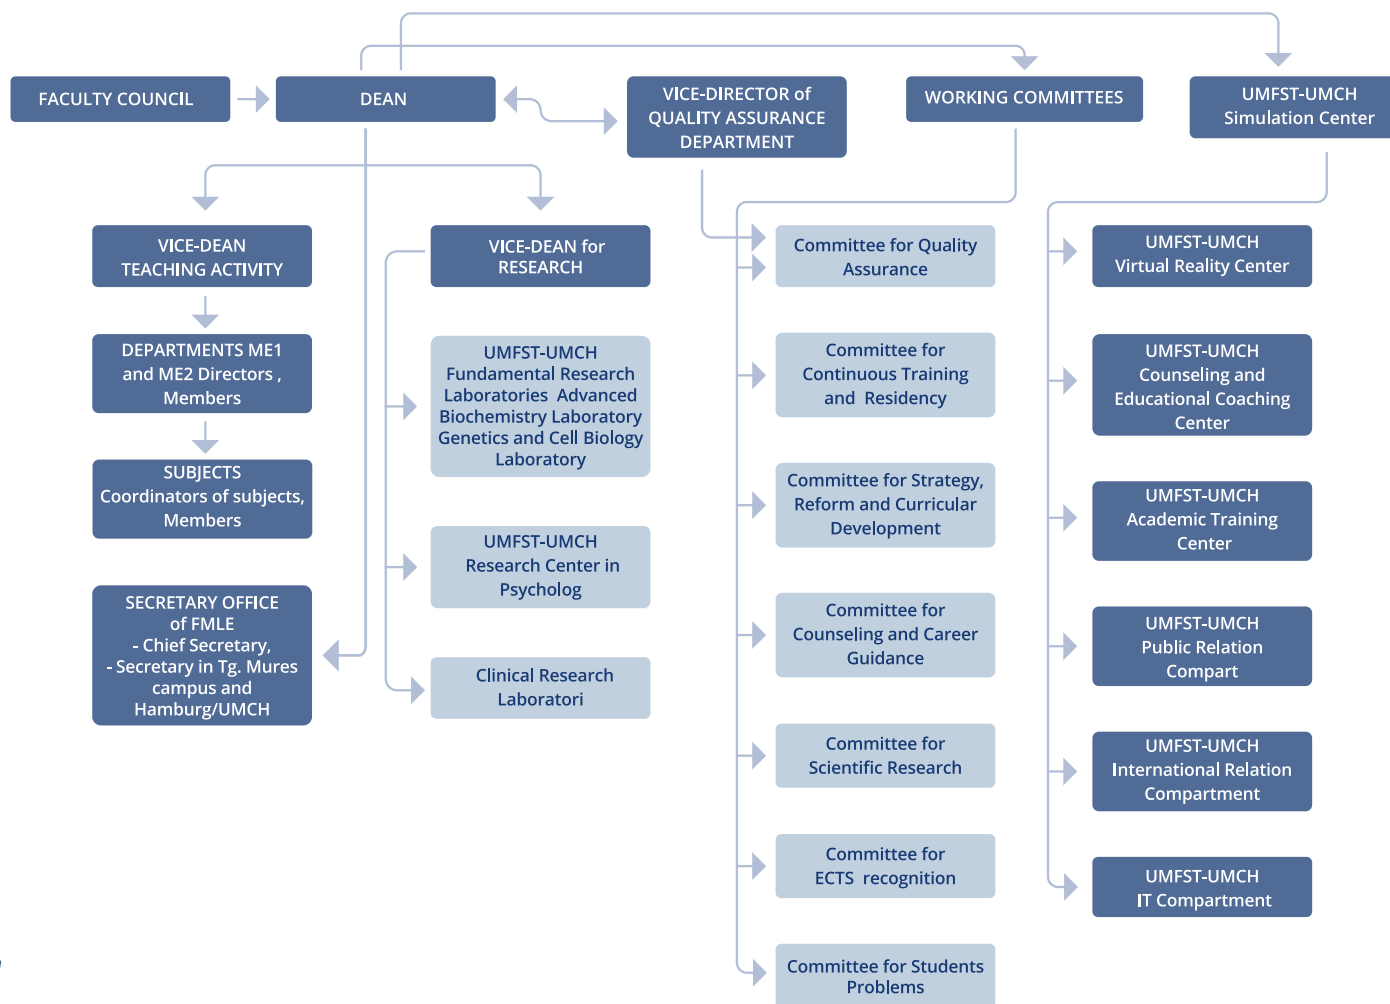 FACULTY COUNCIL
DEAN
VICE-DIRECTOR of
QUALITY ASSURANCE
DEPARTMENT
WORKING COMMITTEES
UMFST-UMCH
Simulation Center
VICE-DEAN
TEACHING ACTIVITY
DEPARTMENTS ME1
and ME2 Directors ,
Members
SUBJECTS
Coordinators of subjects,
Members
SECRETARY OFFICE
of FMLE
- Chief Secretary,
- Secretary in Tg. Mures
campus and
Hamburg/UMCH
VICE-DEAN for
RESEARCH
UMFST-UMCH
Fundamental Research
Laboratories Advanced
Biochemistry Laboratory
Genetics and Cell Biology
Laboratory
UMFST-UMCH
Research Center in
Psycholog
Clinical Research
Laboratori
Committee for Quality
Assurance
Committee for
Continuous Training
and Residency
Committee for Strategy,
Reform and Curricular
Development
Committee for
Counseling and Career
Guidance
Committee for
Scientific Research
Committee for
ECTS recognition
Committee for Students
Problems
UMFST-UMCH
Virtual Reality Center
UMFST-UMCH
Counseling and
Educational Coaching
Center
UMFST-UMCH
Academic Training
Center
UMFST-UMCH
Public Relation
Compart
UMFST-UMCH
International Relation
Compartment
UMFST-UMCH
IT Compartment